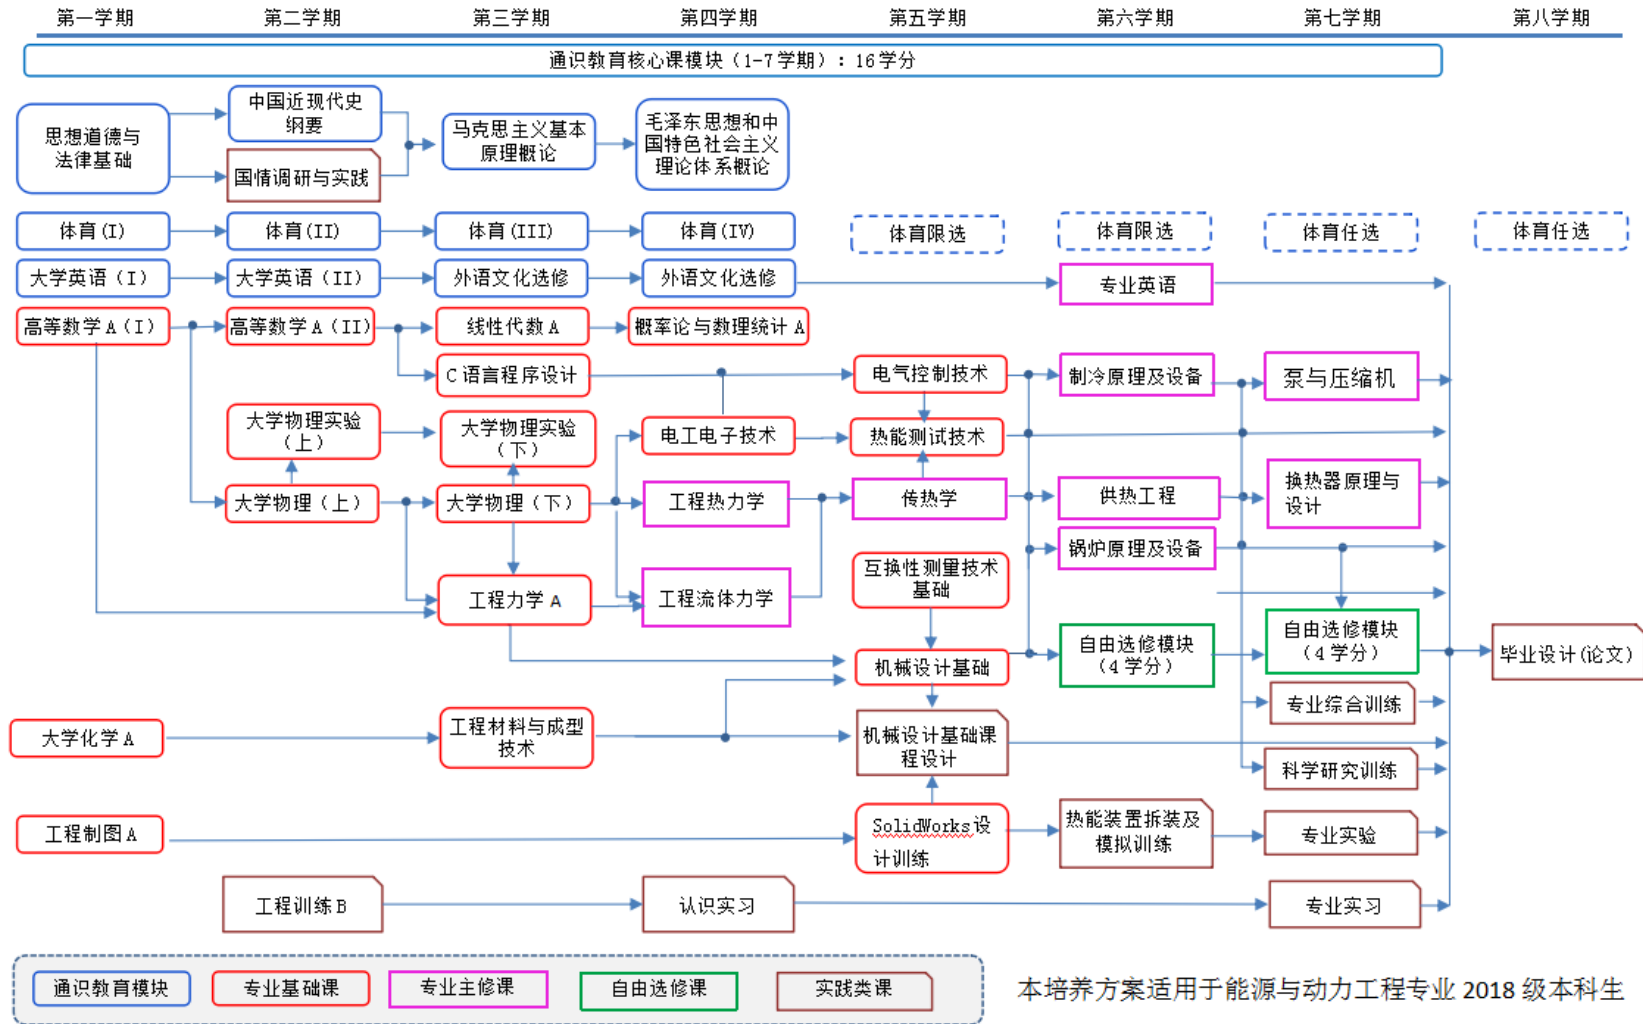 第一学期 第二学期 第三学期 第四学期 第五学期 第六学期 第七学期 第八学期
通识教育核心课模块（1-7学期）：16学分
思想道德与
法律基础
中国近现代史
纲要
国情调研与实践
马克思主义基本
原理概论
毛泽东思想和中
国特色社会主义
理论体系概论
体育(I) 体育(II) 体育(III) 体育(IV) 体育限选 体育限选 体育任选 体育任选
大学英语（I） 大学英语（II） 外语文化选修 外语文化选修 专业英语
高等数学A（I） 高等数学A（II） 线性代数A 概率论与数理统计A
C语言程序设计 电气控制技术 制冷原理及设备 泵与压缩机
大学物理实验
（上）
大学物理实验
（下）
电工电子技术 热能测试技术
大学物理（上） 大学物理（下） 工程热力学 传热学 供热工程
换热器原理与
设计
锅炉原理及设备
互换性测量技术
基础
工程力学A 工程流体力学
机械设计基础
自由选修模块
（4学分）
自由选修模块
（4学分）
毕业设计(论文)
专业综合训练
大学化学A
工程材料与成型
技术
机械设计基础课
程设计
科学研究训练
工程制图A
SolidWorks设
计训练
热能装置拆装及
模拟训练
专业实验
工程训练B 认识实习 专业实习
通识教育模块 专业基础课 专业主修课 自由选修课 实践类课
本培养方案适用于能源与动力工程专业2018级本科生